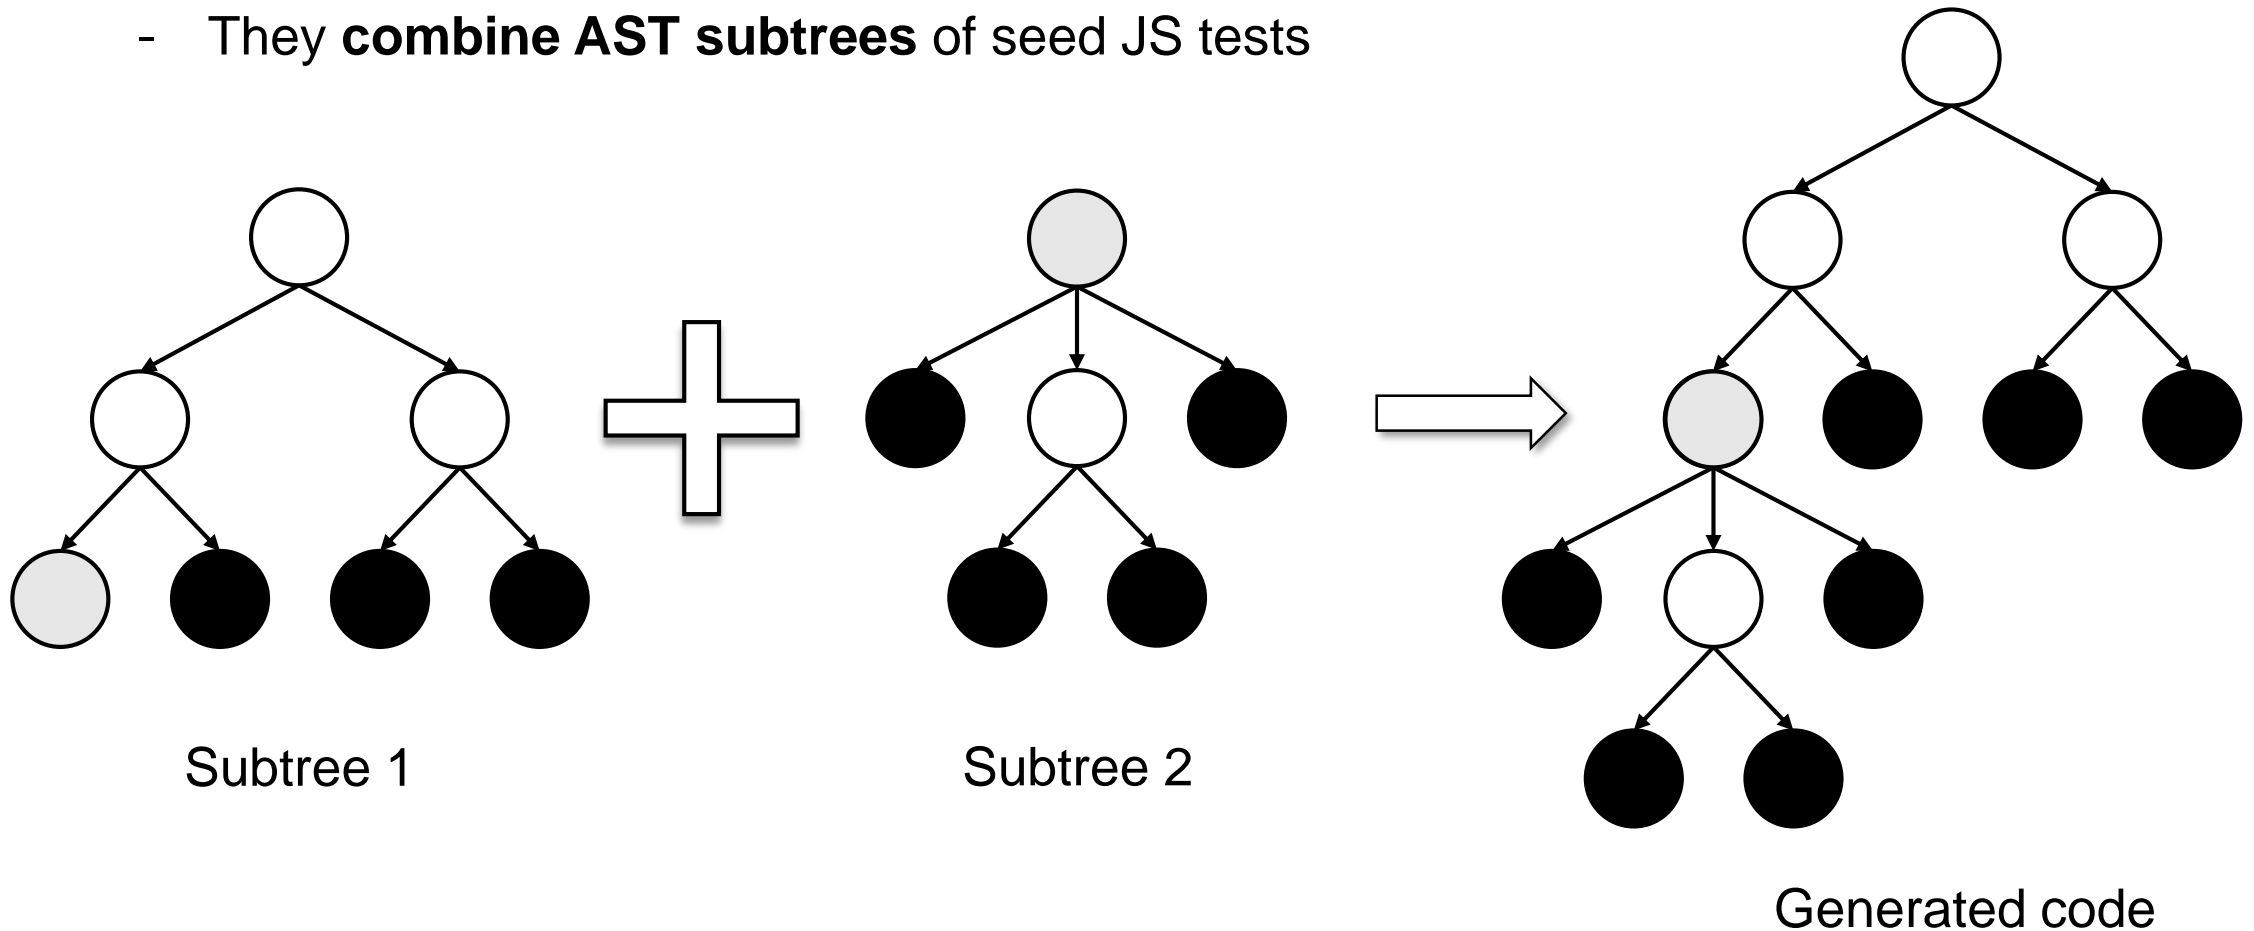 - They combine AST subtrees of seed JS tests
Subtree 1
Subtree 2
Generated code